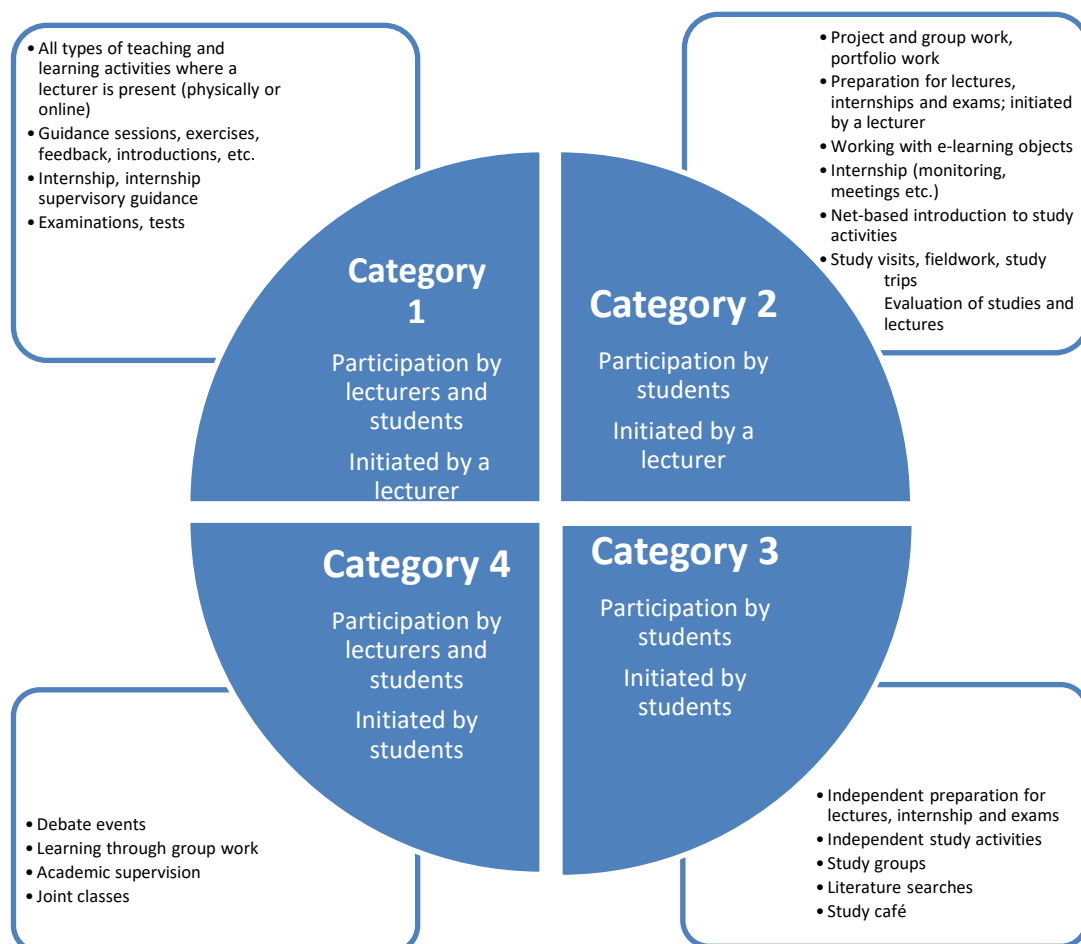 • All types of teaching and
learning activities where a
lecturer is present (physically or
online)
• Guidance sessions, exercises,
feedback, introductions, etc.
• Internship, internship
supervisory guidance
• Examinations, tests
• Project and group work,
portfolio work
• Preparation for lectures,
internships and exams; initiated
by a lecturer
• Working with e-learning objects
• Internship (monitoring,
meetings etc.)
• Net-based introduction to study
activities
• Study visits, fieldwork, study
trips
Evaluation of studies and
lectures
Category
1
Participation by
lecturers and
students
Initiated by a
lecturer
Category 2
Participation by
students
Initiated by a
lecturer
Category 4
Participation by
lecturers and
students
Initiated by
students
Category 3
Participation by
students
Initiated by
students
• Debate events
• Learning through group work
• Academic supervision
• Joint classes
• Independent preparation for
lectures, internship and exams
• Independent study activities
• Study groups
• Literature searches
• Study café